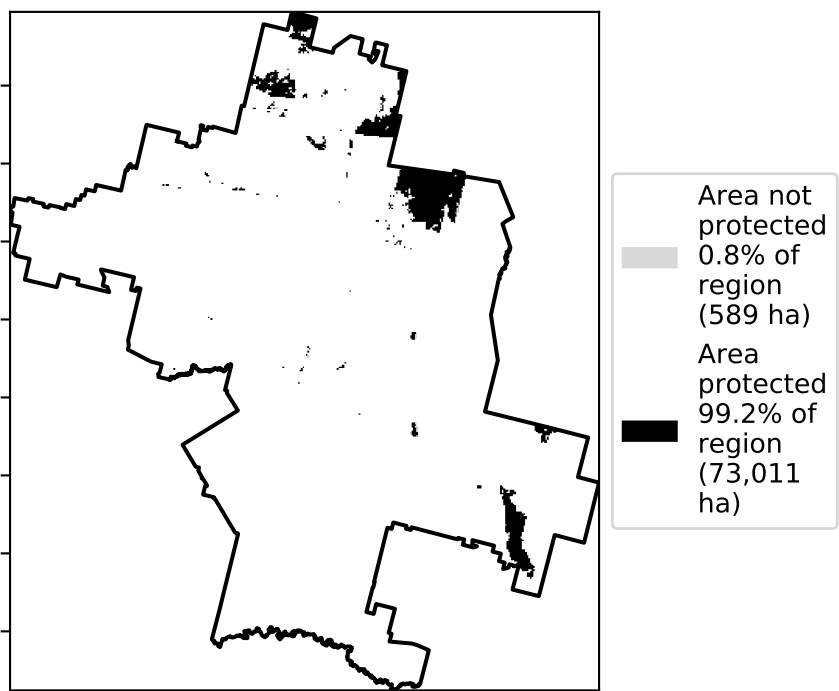 Area not
protected
0.8% of
region
(589 ha)
Area
protected
99.2% of
region
(73,011
ha)